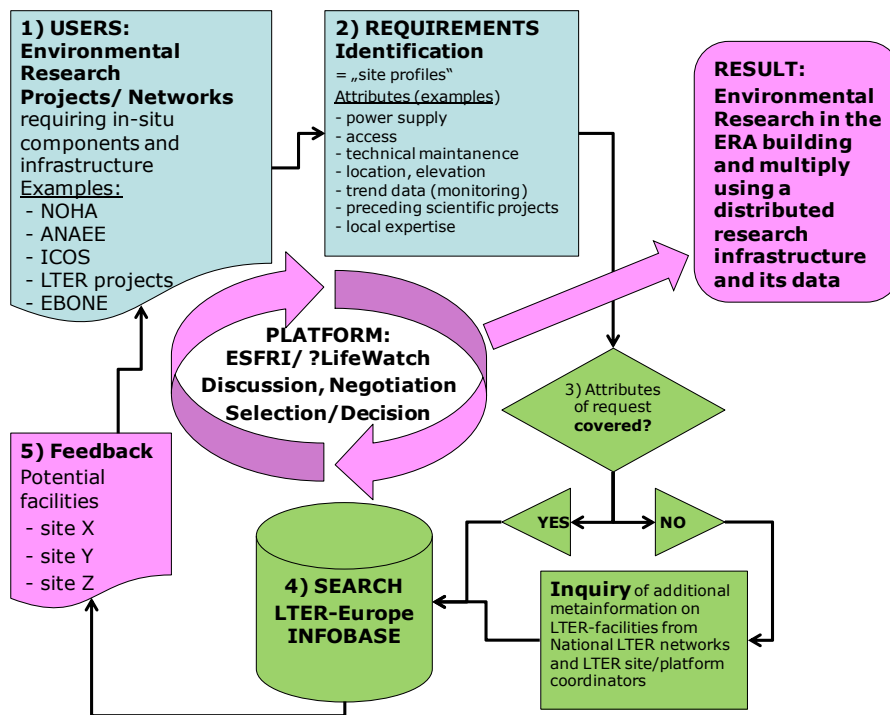 1) USERS:
Environmental
Research
Projects/ Networks
requiring in-situ
components and
infrastructure
Examples:
- NOHA
- ANAEE
- ICOS
- LTER projects
- EBONE
2) REQUIREMENTS
Identification
= „site profiles“
Attributes (examples)
- power supply
- access
- technical maintanence
- location, elevation
- trend data (monitoring)
- preceding scientific projects
- local expertise
RESULT:
Environmental
Research in the
ERA building
and multiply
using a
distributed
research
infrastructure
and its data
PLATFORM:
ESFRI/ ?LifeWatch
Discussion, Negotiation
Selection/Decision
3) Attributes
of request
covered?
YES
NO
Inquiry of additional
metainformation on
LTER-facilities from
National LTER networks
and LTER site/platform
coordinators
4) SEARCH
LTER-Europe
INFOBASE
5) Feedback
Potential
facilities
- site X
- site Y
- site Z